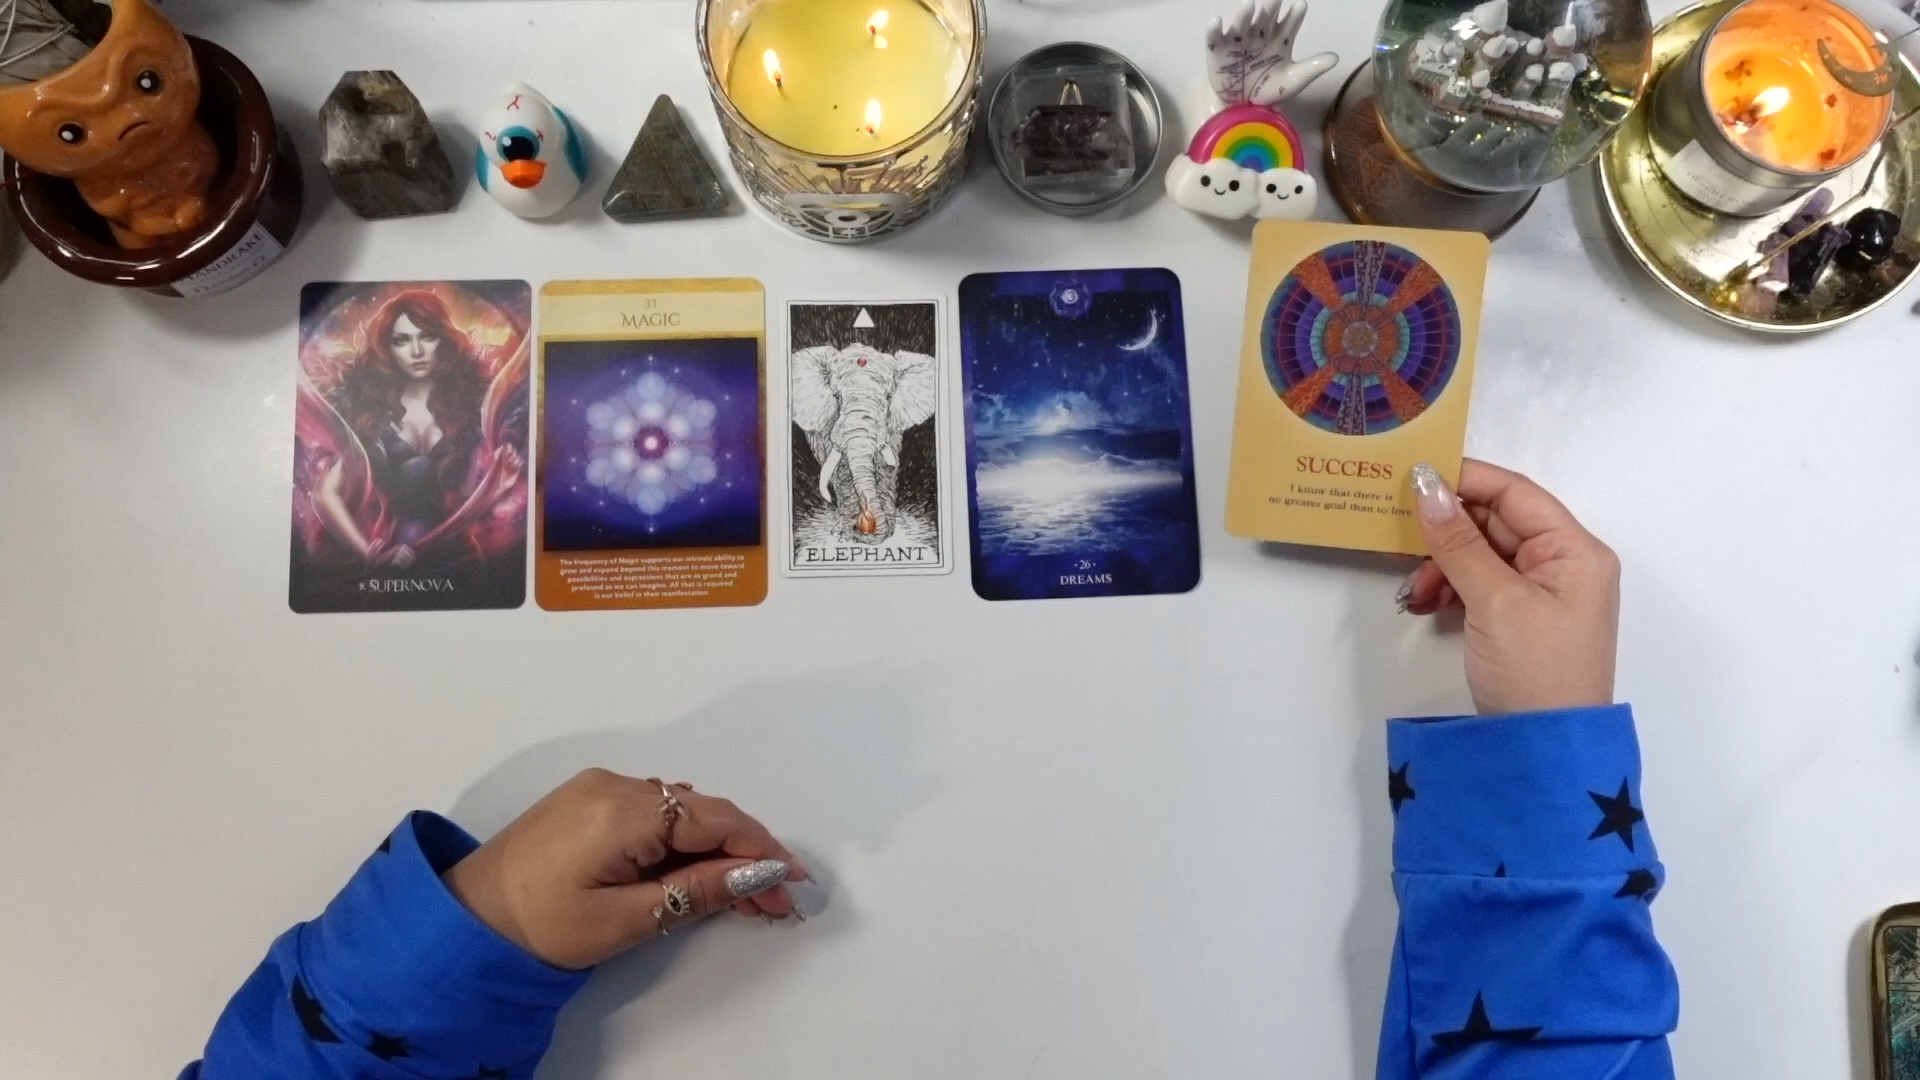 MANDRAKE
SUPERNOVA
31
MAGIC
The frequency of Magic supports our intrinsic ability to
grow and expand beyond this moment to move toward
possibilities and expressions that are as grand and
profound as we can imagine. All that is required
is our belief in their manifestation.
ELEPHANT
· 26 ·
DREAMS
SUCCESS
I know that there is
no greater goal than to love